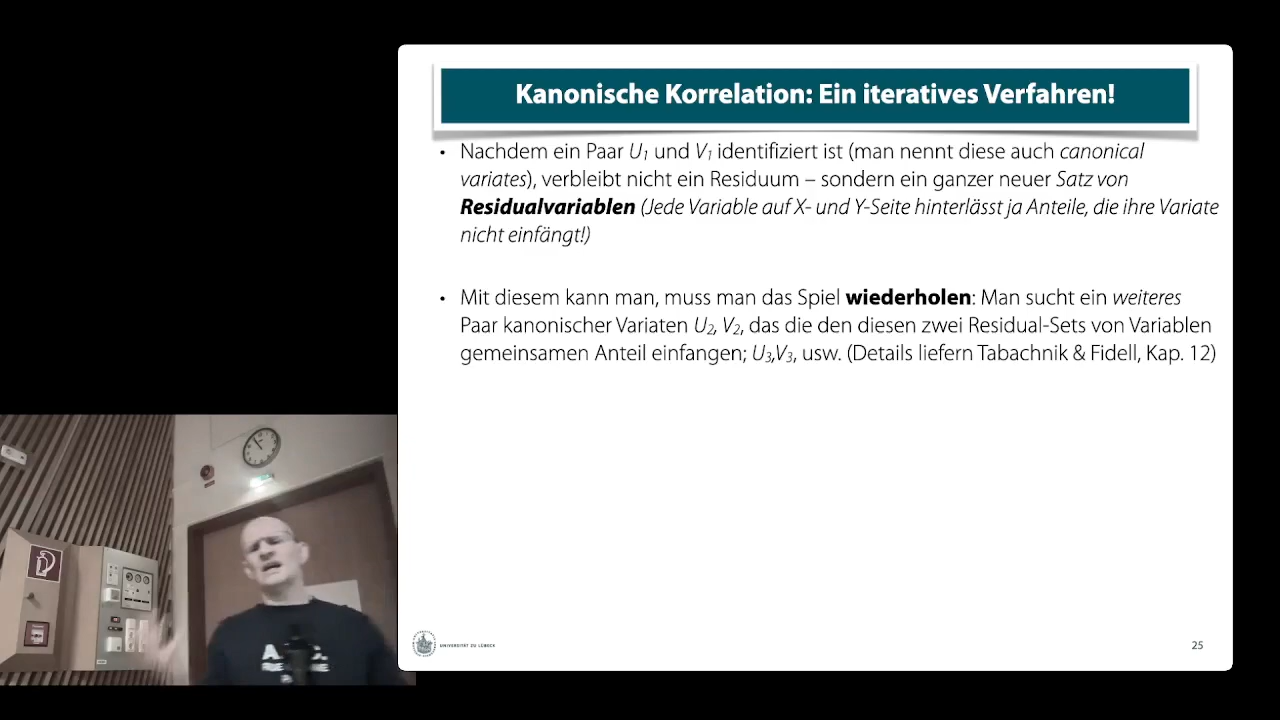 Kanonische Korrelation: Ein iteratives Verfahren!
• Nachdem ein Paar U1 und V1 identifiziert ist (man nennt diese auch canonical
variates), verbleibt nicht ein Residuum – sondern ein ganzer neuer Satz von
Residualvariablen (Jede Variable auf X- und Y-Seite hinterlässt ja Anteile, die ihre Variate
nicht einfängt!)
• Mit diesem kann man, muss man das Spiel wiederholen: Man sucht ein weiteres
Paar kanonischer Variaten U2, V2, das die den diesen zwei Residual-Sets von Variablen
gemeinsamen Anteil einfangen; U3,V3, usw. (Details liefern Tabachnik & Fidell, Kap. 12)
UNIVERSITÄT ZU LÜBECK
25